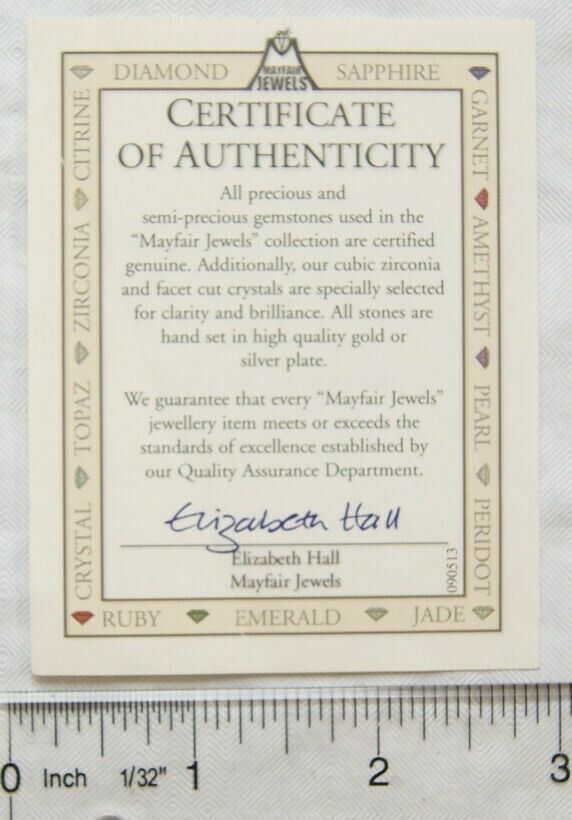 MAYFAIR
JEWELS
DIAMOND SAPPHIRE
CITRINE
ZIRCONIA
TOPAZ
CRYSTAL
GARNET
AMETHYST
PEARL
PERIDOT
CERTIFICATE
OF AUTHENTICITY
All precious and
semi-precious gemstones used in the
“Mayfair Jewels” collection are certified
genuine. Additionally, our cubic zirconia
and facet cut crystals are specially selected
for clarity and brilliance. All stones are
hand set in high quality gold or
silver plate.
We guarantee that every “Mayfair Jewels”
jewellery item meets or exceeds the
standards of excellence established by
our Quality Assurance Department.
Elizabeth Hall
Elizabeth Hall
Mayfair Jewels
090513
RUBY EMERALD JADE
0 Inch 1/32" 1 2 3